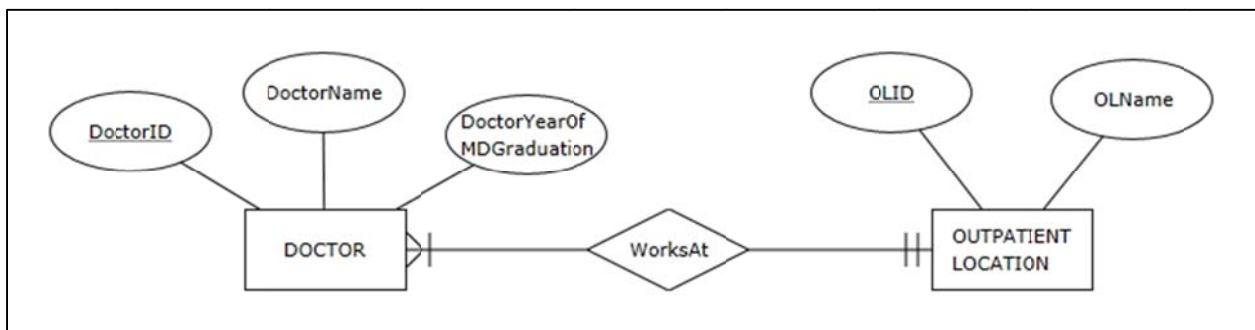 DoctorID
DoctorName
DoctorYearOf
MDGraduation
OLID
OLName
DOCTOR
WorksAt
OUTPATIENT
LOCATION